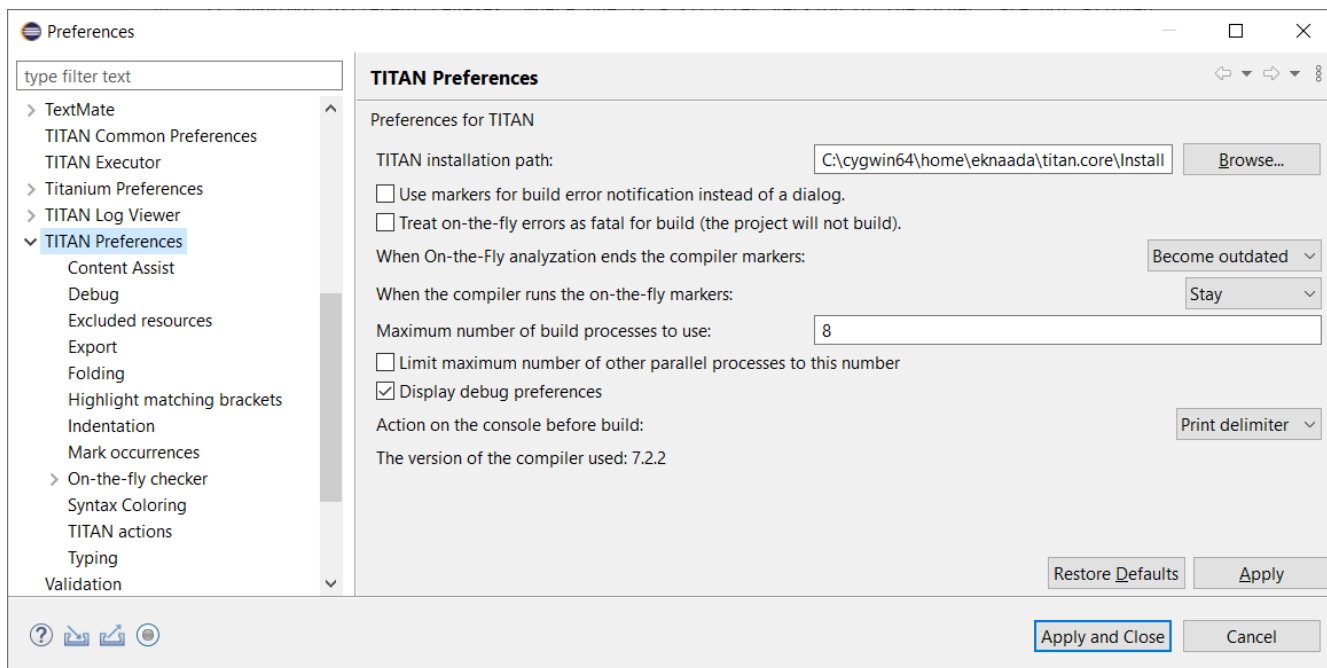 Preferences
type filter text
TextMate
TITAN Common Preferences
TITAN Executor
Titanium Preferences
TITAN Log Viewer
TITAN Preferences
Content Assist
Debug
Excluded resources
Export
Folding
Highlight matching brackets
Indentation
Mark occurrences
On-the-fly checker
Syntax Coloring
TITAN actions
Typing
Validation
TITAN Preferences
Preferences for TITAN
TITAN installation path: C:\cygwin64\home\eknaada\titan.core\Install Browse...
Use markers for build error notification instead of a dialog.
Treat on-the-fly errors as fatal for build (the project will not build).
When On-the-Fly analyzation ends the compiler markers: Become outdated
When the compiler runs the on-the-fly markers: Stay
Maximum number of build processes to use: 8
Limit maximum number of other parallel processes to this number
Display debug preferences
Action on the console before build: Print delimiter
The version of the compiler used: 7.2.2
Restore Defaults Apply
Apply and Close Cancel